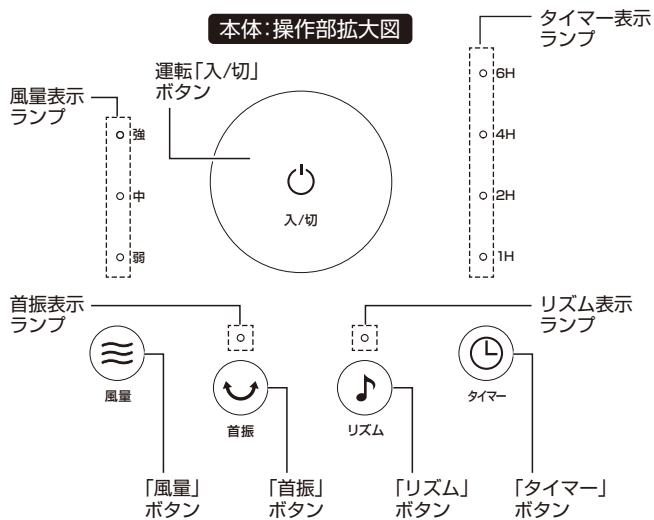 本体:操作部拡大図
タイマー表示
ランプ
運転「入/切」
ボタン
風量表示
ランプ
6H
強
4H
中
2H
入/切
弱
1H
首振表示
ランプ
リズム表示
ランプ
風量
首振
リズム
タイマー
「風量」
ボタン
「首振」
ボタン
「リズム」
ボタン
「タイマー」
ボタン